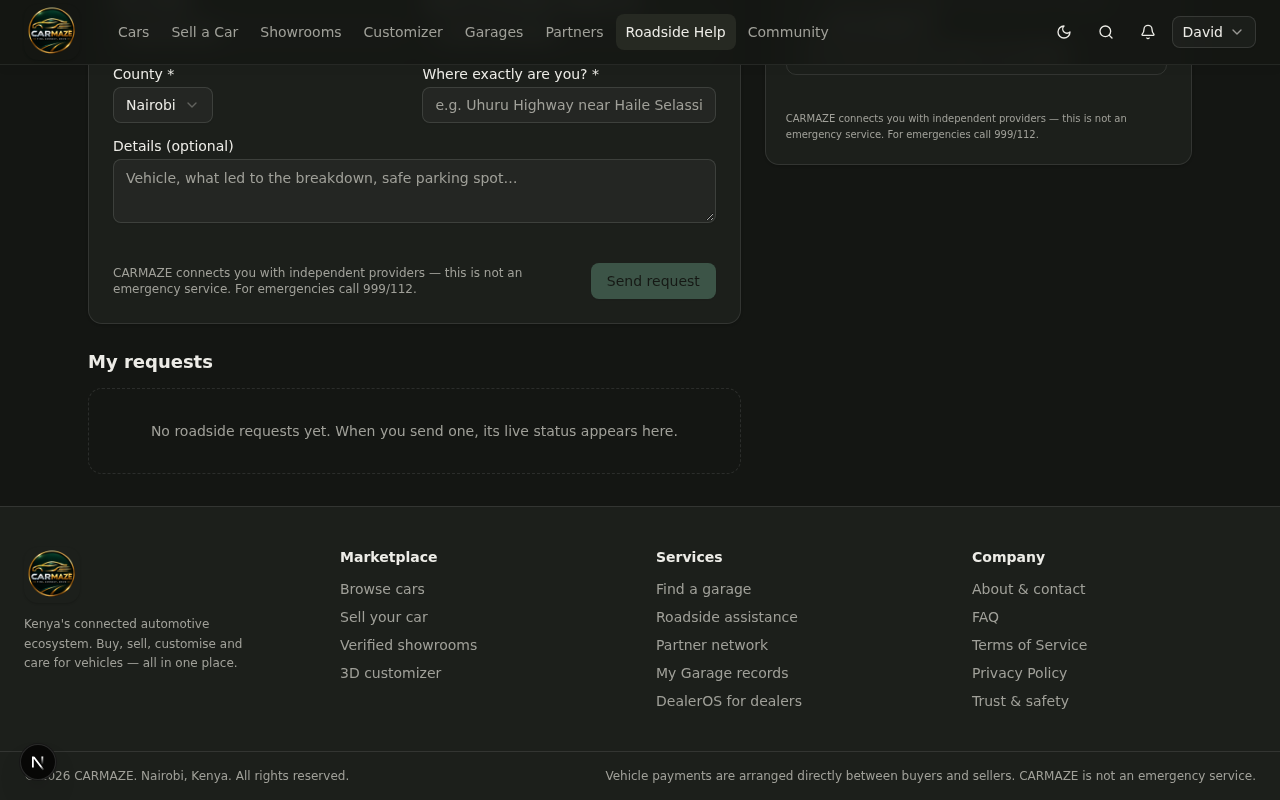 CARMAZE
Cars
Sell a Car
Showrooms
Customizer
Garages
Partners
Roadside Help
Community
David
County *
Where exactly are you? *
Nairobi
e.g. Uhuru Highway near Haile Selassi
Details (optional)
Vehicle, what led to the breakdown, safe parking spot…
CARMAZE connects you with independent providers — this is not an
emergency service. For emergencies call 999/112.
Send request
CARMAZE connects you with independent providers — this is not an
emergency service. For emergencies call 999/112.
My requests
No roadside requests yet. When you send one, its live status appears here.
CARMAZE
Kenya's connected automotive
ecosystem. Buy, sell, customise and
care for vehicles — all in one place.
Marketplace
Browse cars
Sell your car
Verified showrooms
3D customizer
Services
Find a garage
Roadside assistance
Partner network
My Garage records
DealerOS for dealers
Company
About & contact
FAQ
Terms of Service
Privacy Policy
Trust & safety
N
26 CARMAZE. Nairobi, Kenya. All rights reserved.
Vehicle payments are arranged directly between buyers and sellers. CARMAZE is not an emergency service.